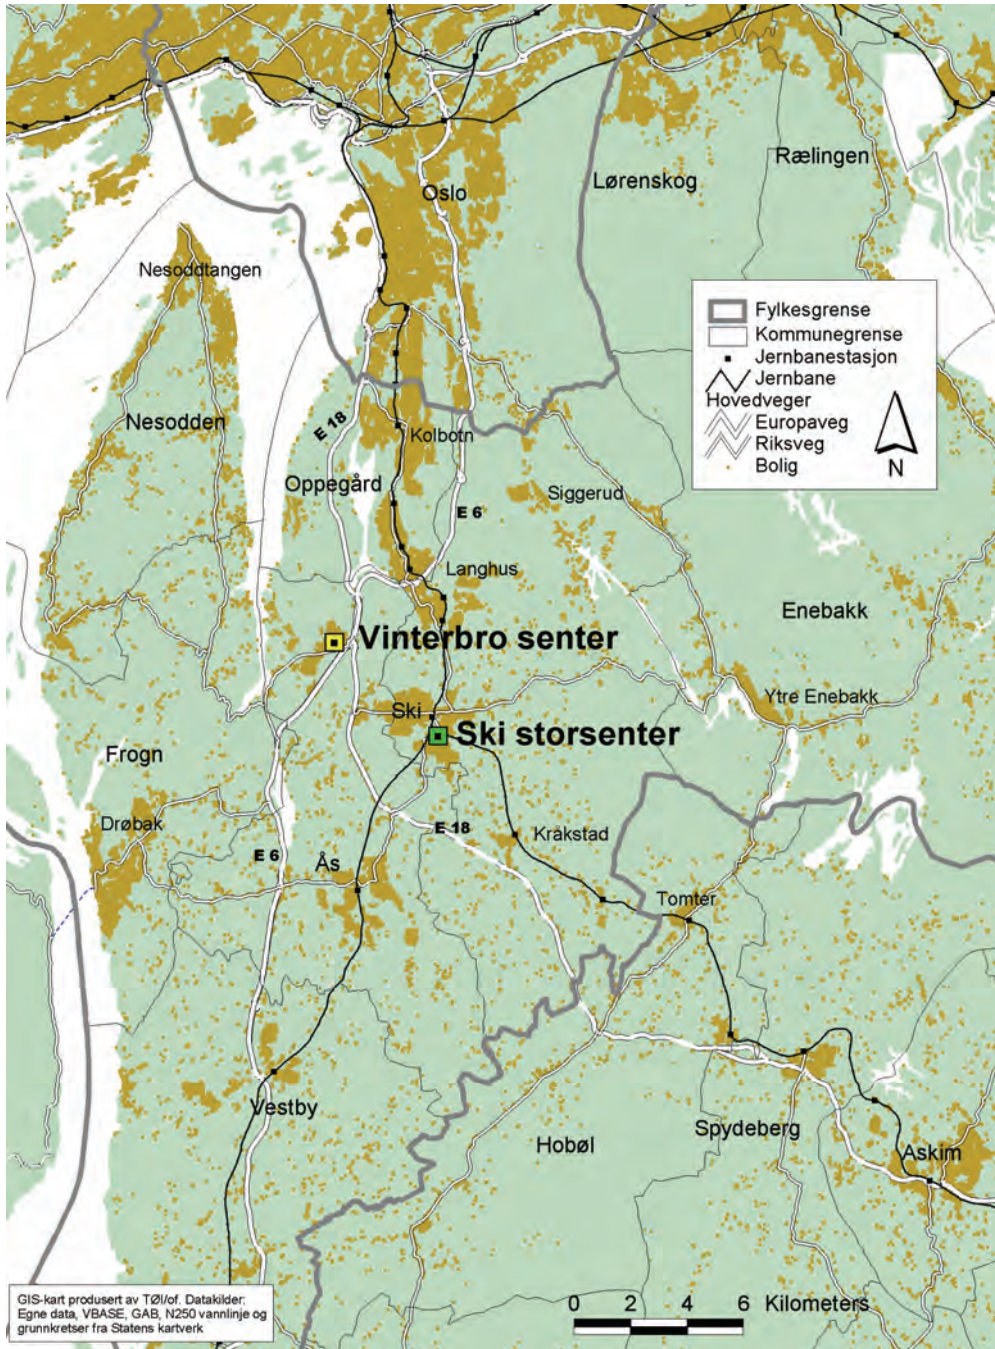 Oslo
Lørenskog
Rælingen
Nesoddtangen
Fylkesgrense
Kommunegrense
Jernbanestasjon
Jernbane
Hovedveger
Europaveg
Riksveg
Bolig
N
Nesodden
E 18
Kolbotn
Oppegård
Siggerud
E 6
Langhus
Enebakk
Vinterbro senter
Ytre Enebakk
Ski
Ski storsenter
Frogn
Drøbak
E 18
Kråkstad
E 6
Ås
Tomter
Vestby
Spydeberg
Hobøl
Askim
GIS-kart produsert av TØI/of. Datakilder:
Egne data, VBASE, GAB, N250 vannlinje og
grunnkretser fra Statens kartverk
0 2 4 6 Kilometers